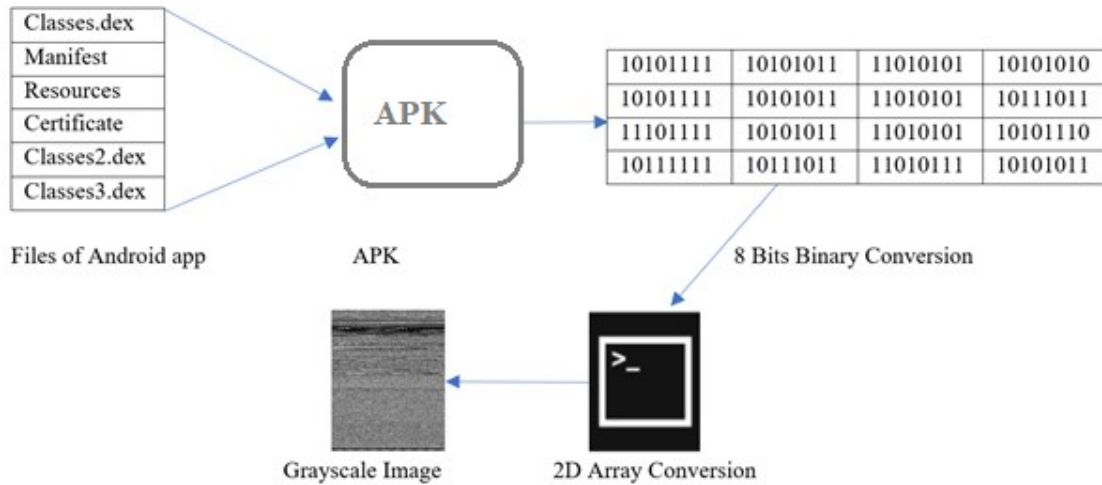 Classes.dex
Manifest
Resources
Certificate
Classes2.dex
Classes3.dex
APK
10101111 10101011 11010101 10101010
10101111 10101011 11010101 10111011
11101111 10101011 11010101 10101110
10111111 10111011 11010111 10101011
Files of Android app
APK
8 Bits Binary Conversion
>_
Grayscale Image
2D Array Conversion